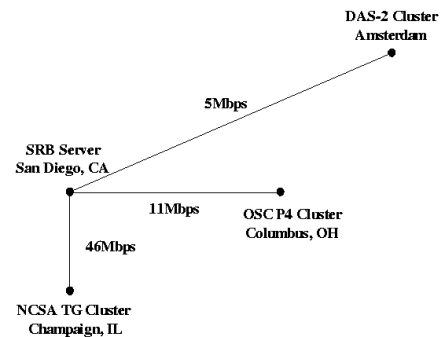 DAS-2 Cluster
Amsterdam
5Mbps
SRB Server
San Diego, CA
11Mbps
OSC P4 Cluster
Columbus, OH
46Mbps
NCSA TG Cluster
Champaign, IL